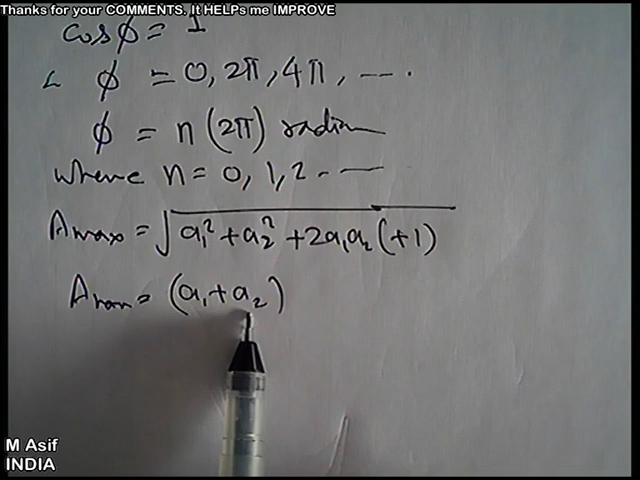 Thanks for your COMMENTS. It HELPs me IMPROVE
cos φ = 1
∠ φ = 0, 2π, 4π, ---.
φ = n (2π) radian
where n = 0, 1, 2 - ---
Amax = √a₁² + a₂² + 2a₁a₂ (+1)
Amax = (a₁ + a₂)
M Asif
INDIA